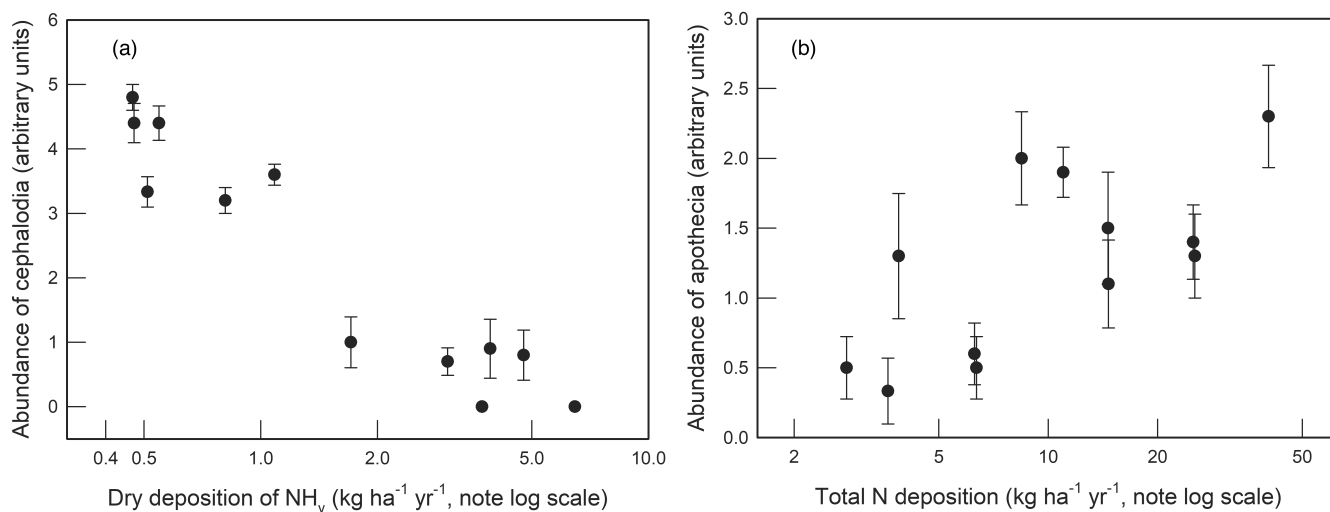 (a)
Abundance of cephalodia (arbitrary units)
6
5
4
3
2
1
0
0.4 0.5 1.0 2.0 5.0 10.0
Dry deposition of NHᵧ (kg ha⁻¹ yr⁻¹, note log scale)
(b)
Abundance of apothecia (arbitrary units)
3.0
2.5
2.0
1.5
1.0
0.5
0.0
2 5 10 20 50
Total N deposition (kg ha⁻¹ yr⁻¹, note log scale)